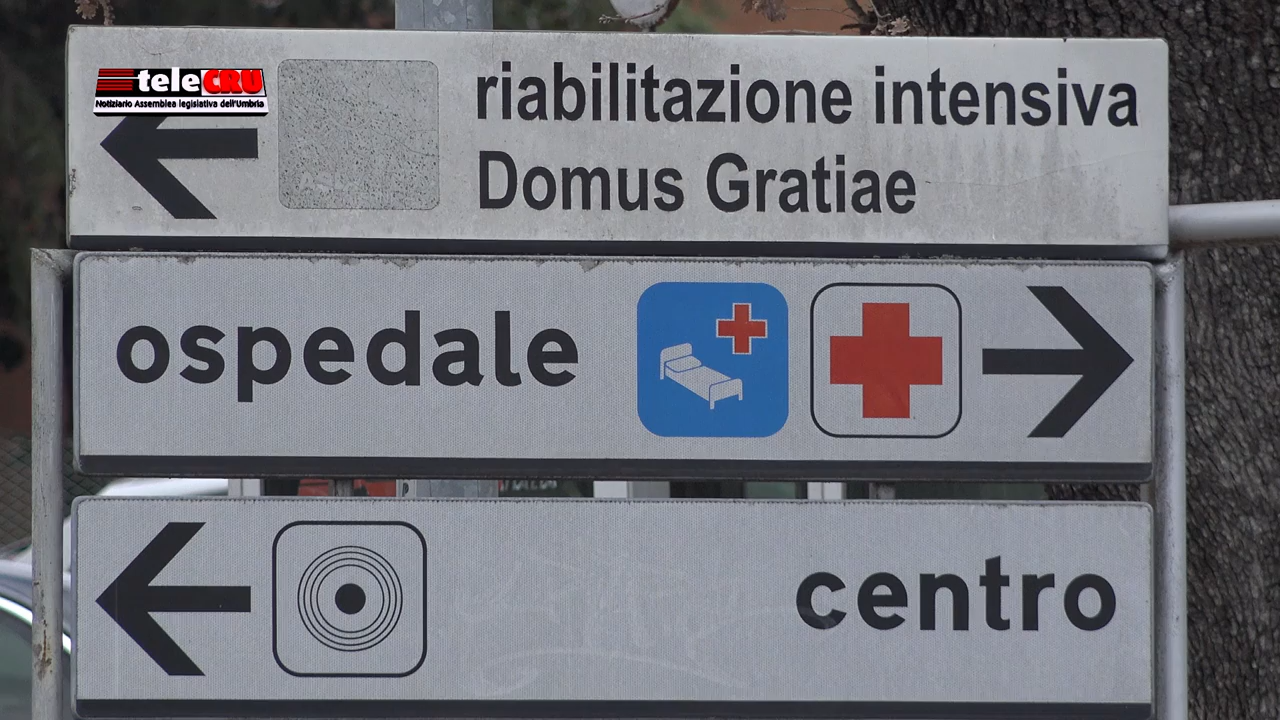 teleCRU
Notiziario Assemblea legislativa dell'Umbria
riabilitazione intensiva
Domus Gratiae
ospedale
centro